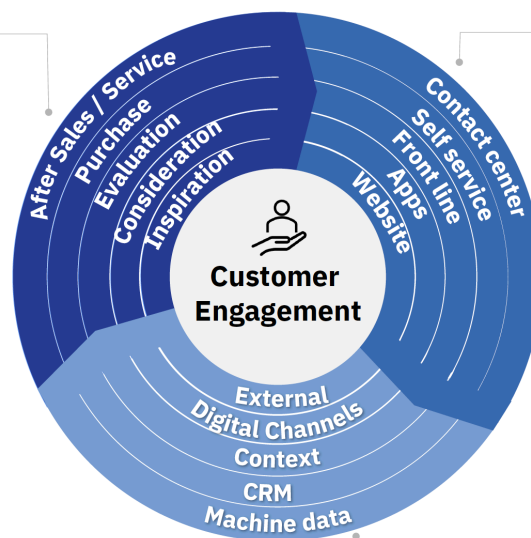 After Sales / Service
Purchase
Evaluation
Consideration
Inspiration
Contact center
Self service
Front line
Apps
Website
Customer
Engagement
External
Digital Channels
Context
CRM
Machine data